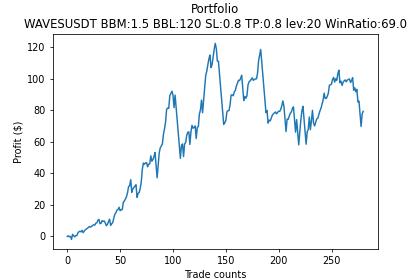 Portfolio
WAVESUSDT BBM:1.5 BBL:120 SL:0.8 TP:0.8 lev:20 WinRatio:69.0
120
100
80
60
40
20
0
Profit ($)
0 50 100 150 200 250
Trade counts